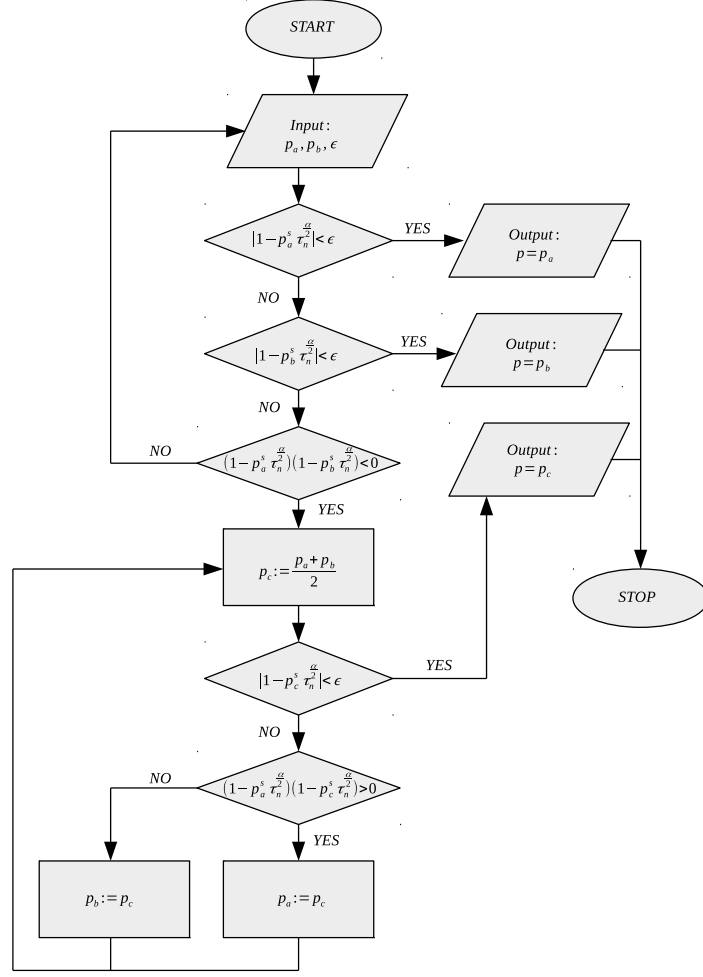 START
Input:
p_a, p_b, ϵ
|1−p_a^s τ_n^(α/2)|<ϵ
YES
Output:
p=p_a
NO
|1−p_b^s τ_n^(α/2)|<ϵ
YES
Output:
p=p_b
NO
(1−p_a^s τ_n^(α/2))(1−p_b^s τ_n^(α/2))<0
NO
Output:
p=p_c
YES
p_c:=(p_a+p_b)/2
STOP
|1−p_c^s τ_n^(α/2)|<ϵ
YES
NO
(1−p_a^s τ_n^(α/2))(1−p_c^s τ_n^(α/2))>0
NO
YES
p_b:=p_c
p_a:=p_c